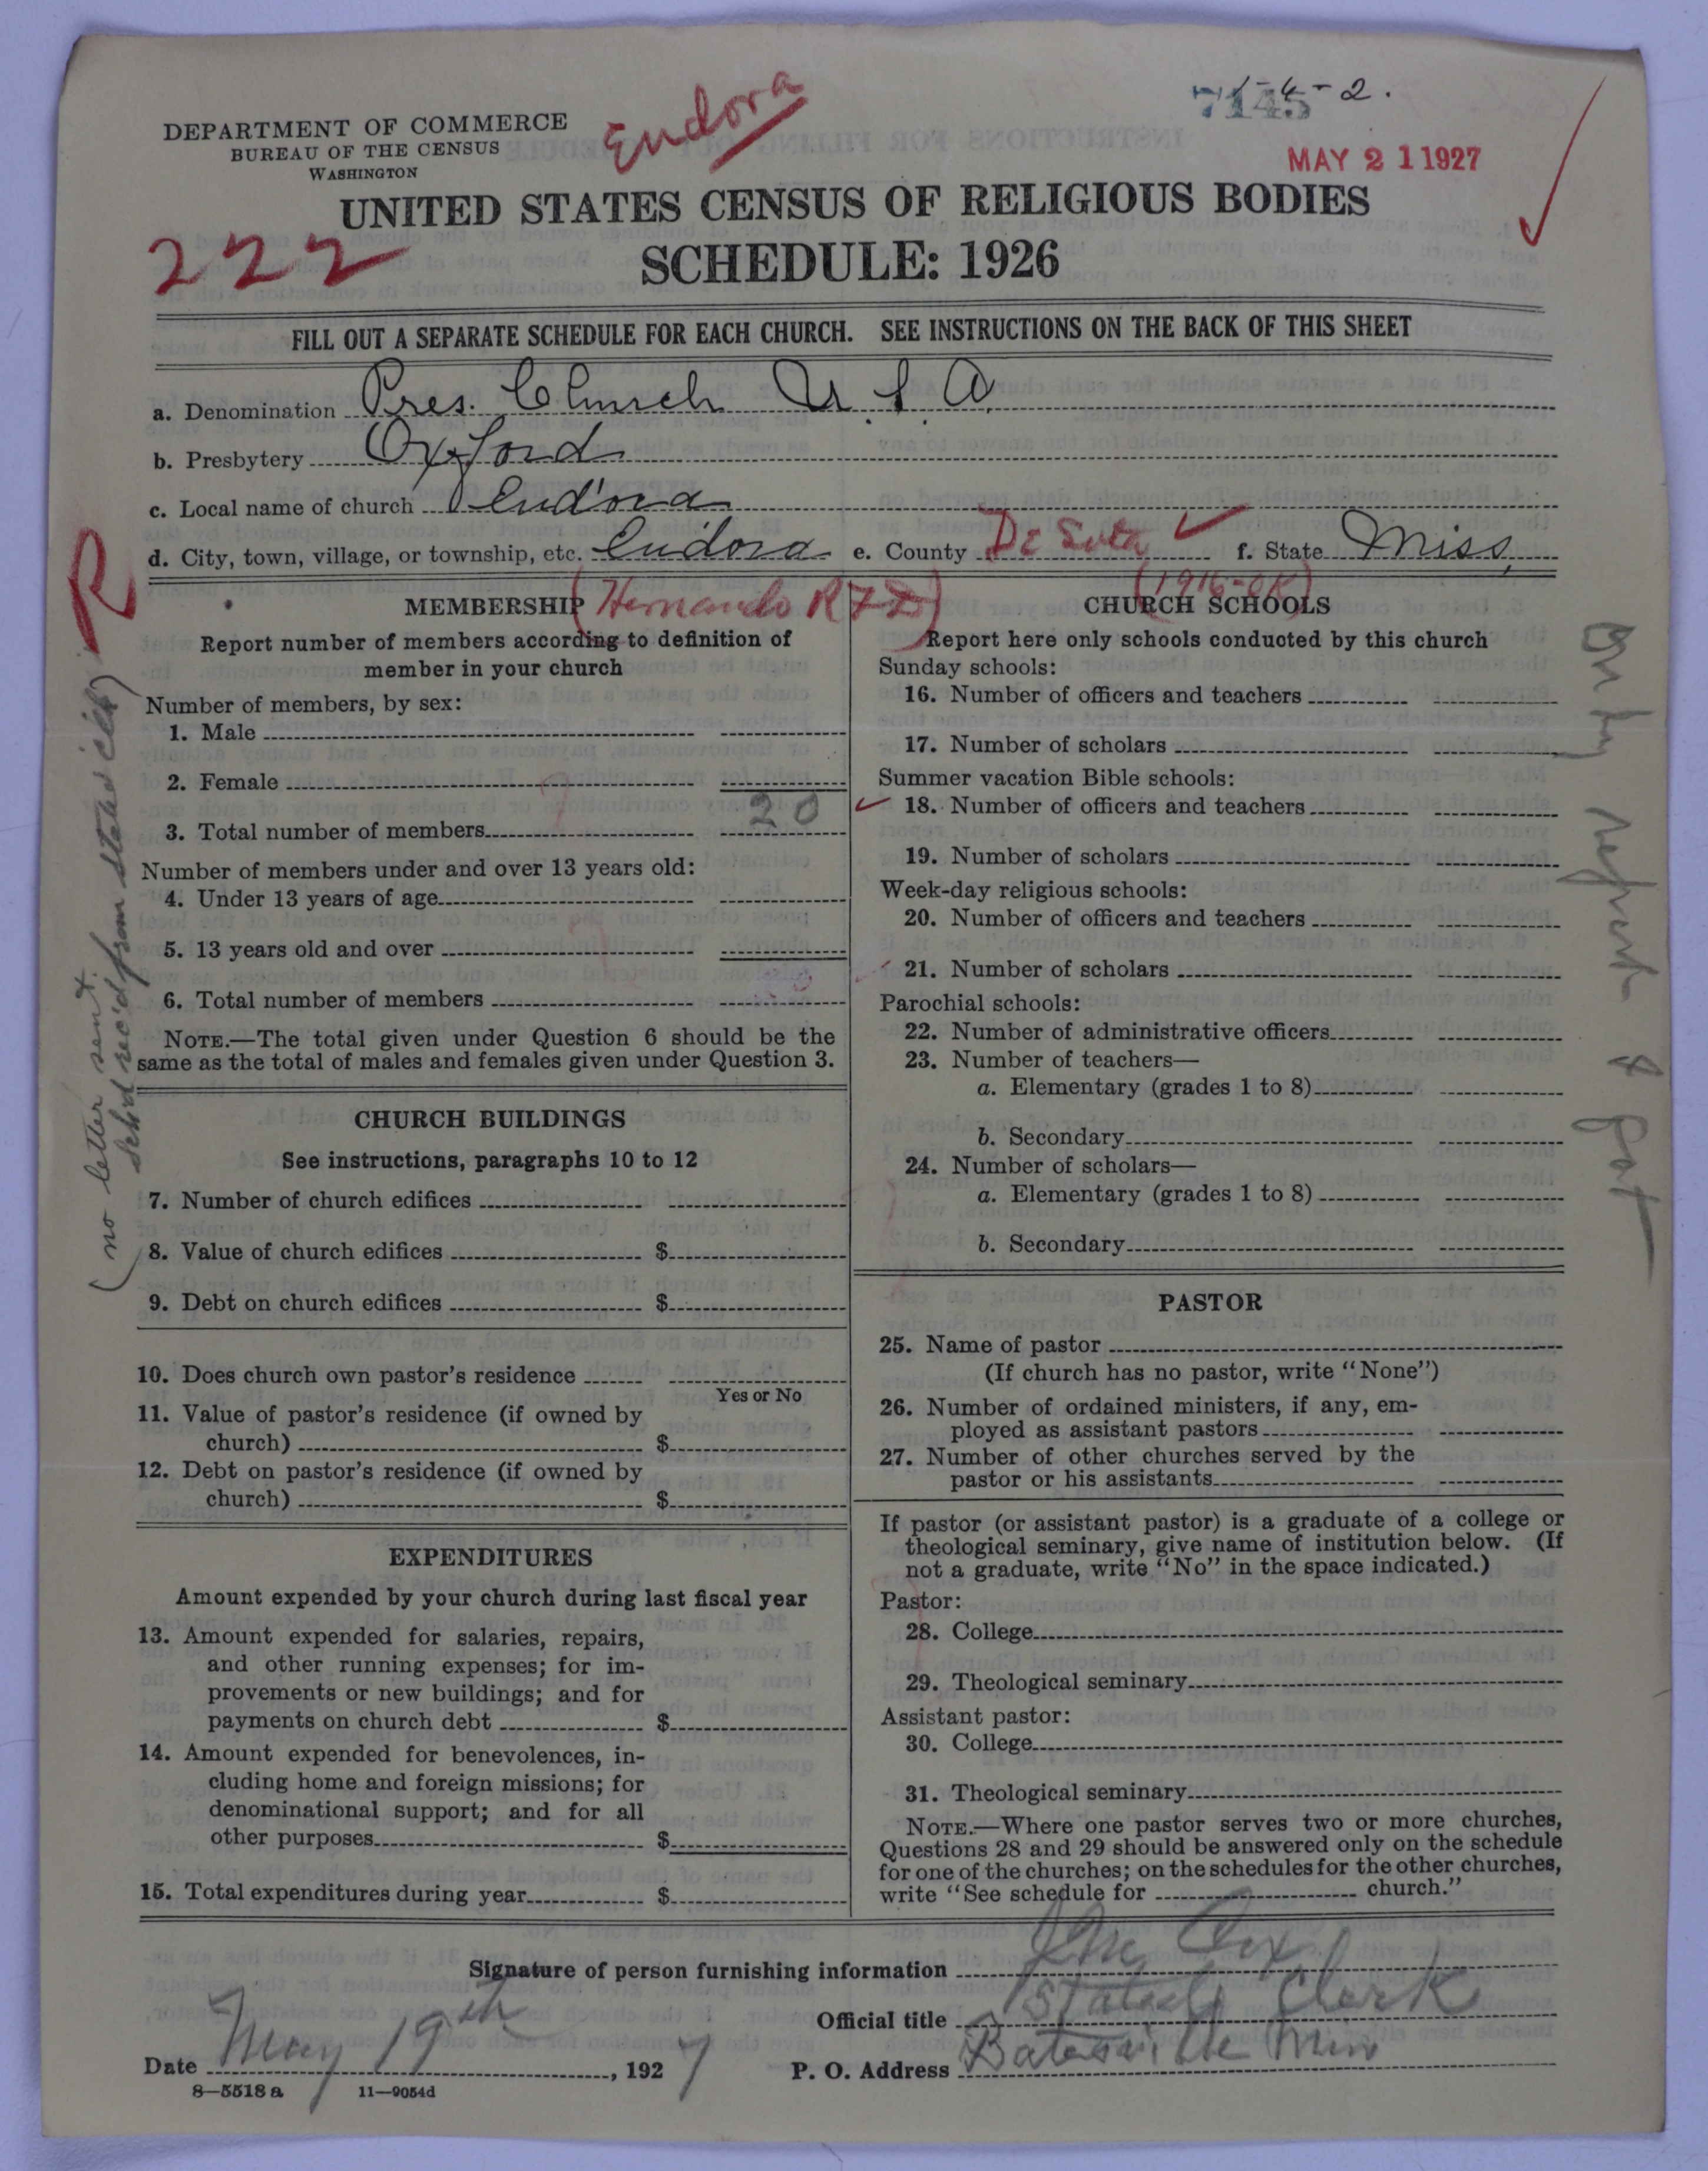 7145
1-4-2.
DEPARTMENT OF COMMERCE
BUREAU OF THE CENSUS
WASHINGTON
Eudora
MAY 21 1927
UNITED STATES CENSUS OF RELIGIOUS BODIES
SCHEDULE: 1926
222
FILL OUT A SEPARATE SCHEDULE FOR EACH CHURCH. SEE INSTRUCTIONS ON THE BACK OF THIS SHEET
a. Denomination Pres. Church U. S. A.
b. Presbytery Oxford
c. Local name of church Eudora
d. City, town, village, or township, etc. Eudora e. County De Soto ✓ f. State Miss.
R
(Hernando RFD)
(1916-OK)
MEMBERSHIP
Report number of members according to definition of
member in your church
Number of members, by sex:
1. Male
2. Female
3. Total number of members 20
Number of members under and over 13 years old:
4. Under 13 years of age
5. 13 years old and over
6. Total number of members
NOTE.—The total given under Question 6 should be the
same as the total of males and females given under Question 3.
CHURCH BUILDINGS
See instructions, paragraphs 10 to 12
7. Number of church edifices
8. Value of church edifices $
9. Debt on church edifices $
10. Does church own pastor's residence
Yes or No
11. Value of pastor's residence (if owned by
church) $
12. Debt on pastor's residence (if owned by
church) $
EXPENDITURES
Amount expended by your church during last fiscal year
13. Amount expended for salaries, repairs,
and other running expenses; for im-
provements or new buildings; and for
payments on church debt $
14. Amount expended for benevolences, in-
cluding home and foreign missions; for
denominational support; and for all
other purposes $
15. Total expenditures during year $
(no letter sent &
sched rec'd from stated clk)
CHURCH SCHOOLS
Report here only schools conducted by this church
Sunday schools:
16. Number of officers and teachers
17. Number of scholars
Summer vacation Bible schools:
✓ 18. Number of officers and teachers
19. Number of scholars
Week-day religious schools:
20. Number of officers and teachers
21. Number of scholars
Parochial schools:
22. Number of administrative officers
23. Number of teachers—
a. Elementary (grades 1 to 8)
b. Secondary
24. Number of scholars—
a. Elementary (grades 1 to 8)
b. Secondary
PASTOR
25. Name of pastor
(If church has no pastor, write "None")
26. Number of ordained ministers, if any, em-
ployed as assistant pastors
27. Number of other churches served by the
pastor or his assistants
If pastor (or assistant pastor) is a graduate of a college or
theological seminary, give name of institution below. (If
not a graduate, write "No" in the space indicated.)
Pastor:
28. College
29. Theological seminary
Assistant pastor:
30. College
31. Theological seminary
NOTE.—Where one pastor serves two or more churches,
Questions 28 and 29 should be answered only on the schedule
for one of the churches; on the schedules for the other churches,
write "See schedule for church."
Only report I got
Signature of person furnishing information
Official title Stated Clerk
Date May 19th, 1927 P. O. Address Batesville Miss
8—5518a 11—9054d